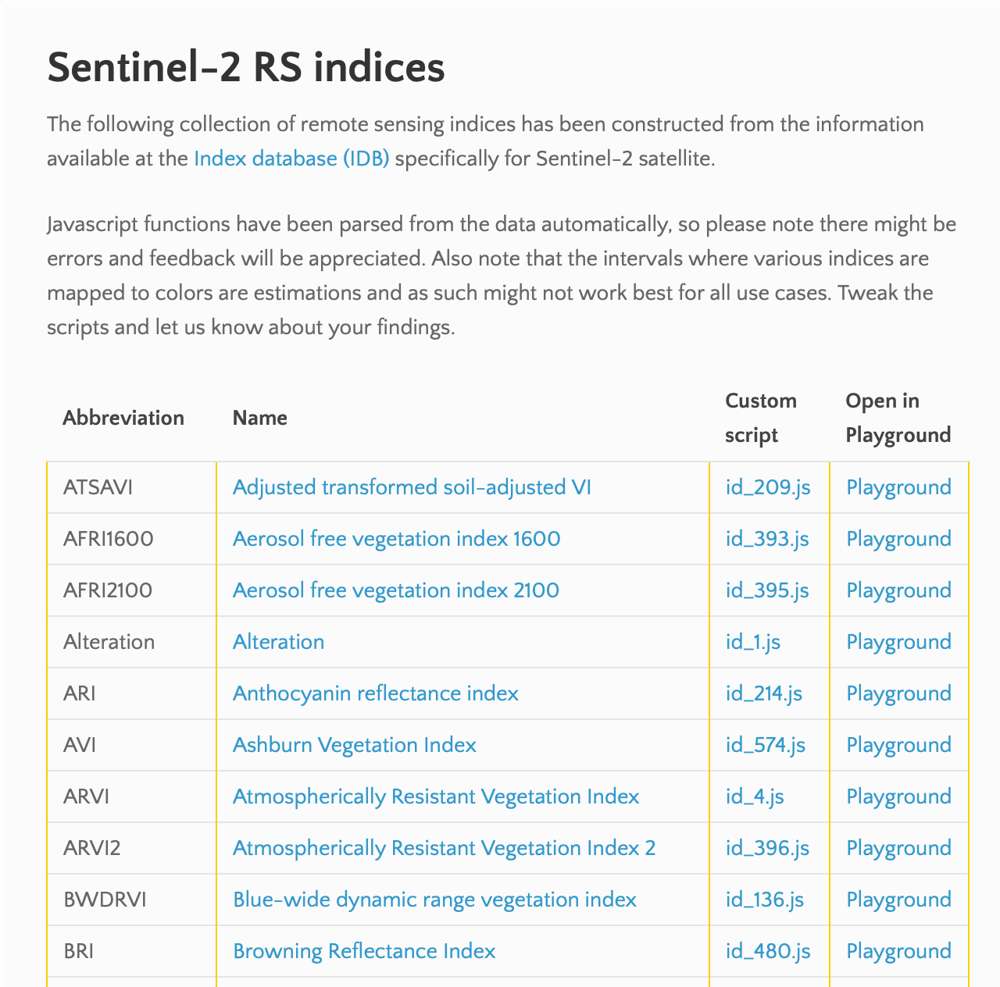 Sentinel-2 RS indices
The following collection of remote sensing indices has been constructed from the information
available at the Index database (IDB) specifically for Sentinel-2 satellite.
Javascript functions have been parsed from the data automatically, so please note there might be
errors and feedback will be appreciated. Also note that the intervals where various indices are
mapped to colors are estimations and as such might not work best for all use cases. Tweak the
scripts and let us know about your findings.
Abbreviation Name Custom script Open in Playground
ATSAVI Adjusted transformed soil-adjusted VI id_209.js Playground
AFRI1600 Aerosol free vegetation index 1600 id_393.js Playground
AFRI2100 Aerosol free vegetation index 2100 id_395.js Playground
Alteration Alteration id_1.js Playground
ARI Anthocyanin reflectance index id_214.js Playground
AVI Ashburn Vegetation Index id_574.js Playground
ARVI Atmospherically Resistant Vegetation Index id_4.js Playground
ARVI2 Atmospherically Resistant Vegetation Index 2 id_396.js Playground
BWDRVI Blue-wide dynamic range vegetation index id_136.js Playground
BRI Browning Reflectance Index id_480.js Playground